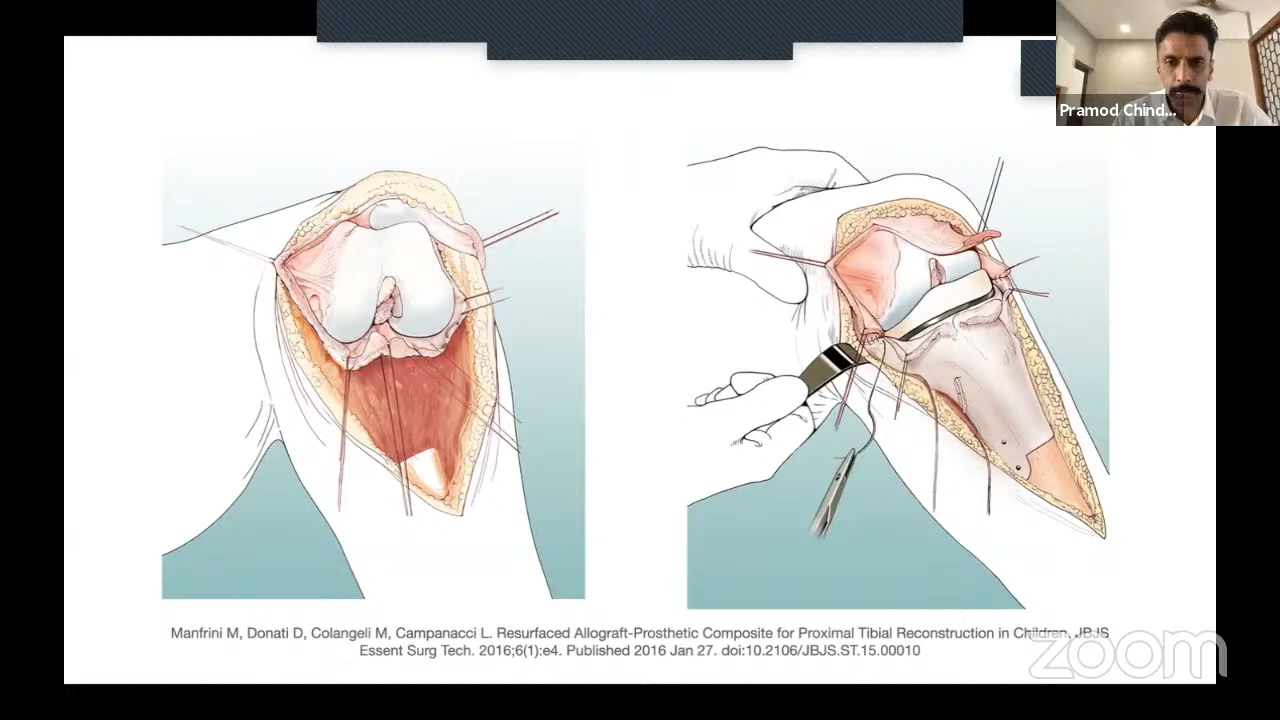 Pramod Chind...
Manfrini M, Donati D, Colangeli M, Campanacci L. Resurfaced Allograft-Prosthetic Composite for Proximal Tibial Reconstruction in Children. JBJS
Essent Surg Tech. 2016;6(1):e4. Published 2016 Jan 27. doi:10.2106/JBJS.ST.15.00010
zoom